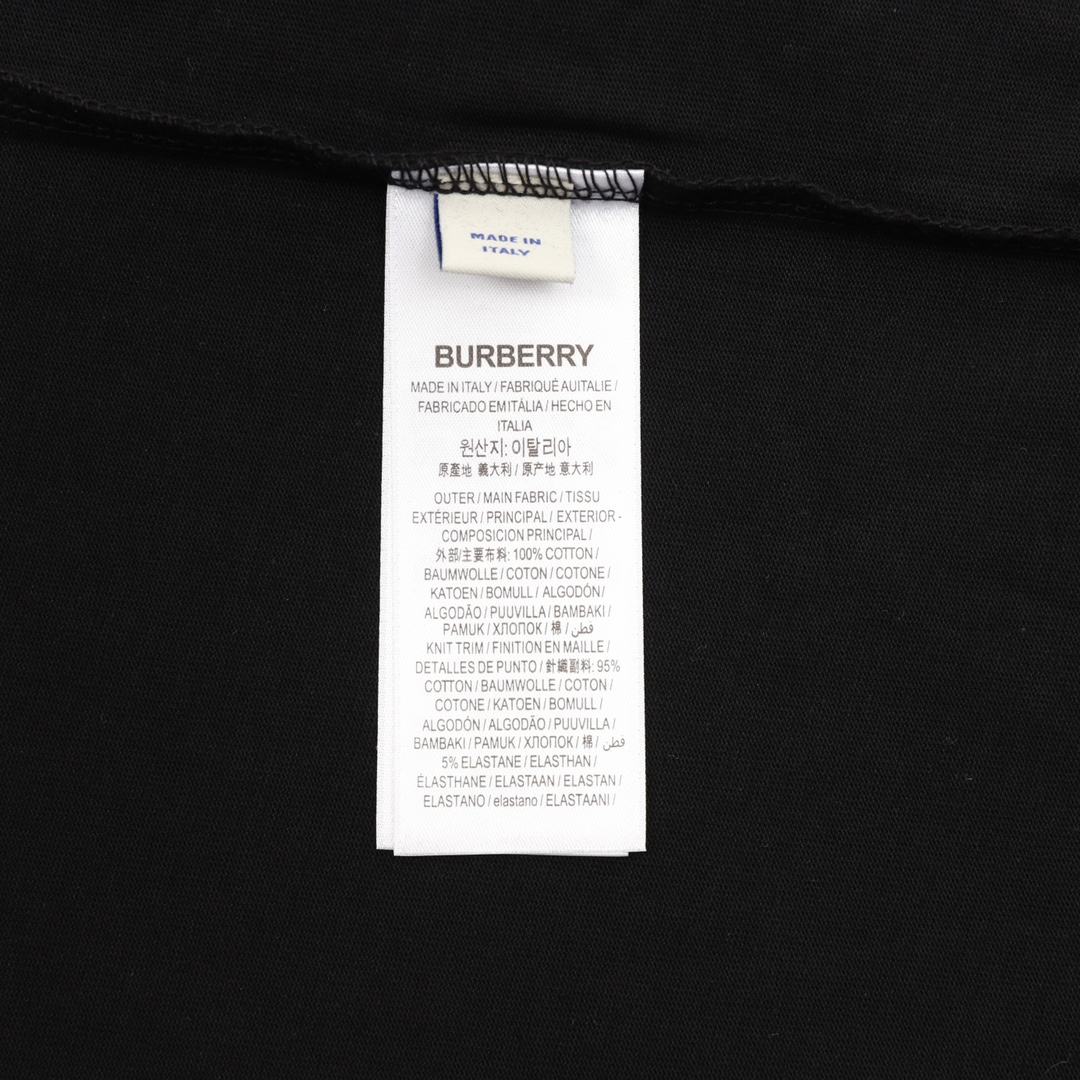 MADE IN
ITALY
BURBERRY
MADE IN ITALY / FABRIQUÉ AUITALIE /
FABRICADO EMITÁLIA / HECHO EN
ITALIA
원산지: 이탈리아
原產地 義大利 / 原产地 意大利
OUTER / MAIN FABRIC / TISSU
EXTÉRIEUR / PRINCIPAL / EXTERIOR -
COMPOSICION PRINCIPAL /
外部/主要布料: 100% COTTON /
BAUMWOLLE / COTON / COTONE /
KATOEN / BOMULL / ALGODÓN/
ALGODÃO / PUUVILLA / BAMBAKI /
PAMUK / ХЛОПОК / 棉 / قطن
KNIT TRIM / FINITION EN MAILLE /
DETALLES DE PUNTO / 針織副料: 95%
COTTON / BAUMWOLLE / COTON /
COTONE / KATOEN / BOMULL /
ALGODÓN / ALGODÃO / PUUVILLA /
BAMBAKI / PAMUK / ХЛОПОК / 棉 / قطن
5% ELASTANE / ELASTHAN /
ÉLASTHANE / ELASTAAN / ELASTAN /
ELASTANO / elastano / ELASTAANI /